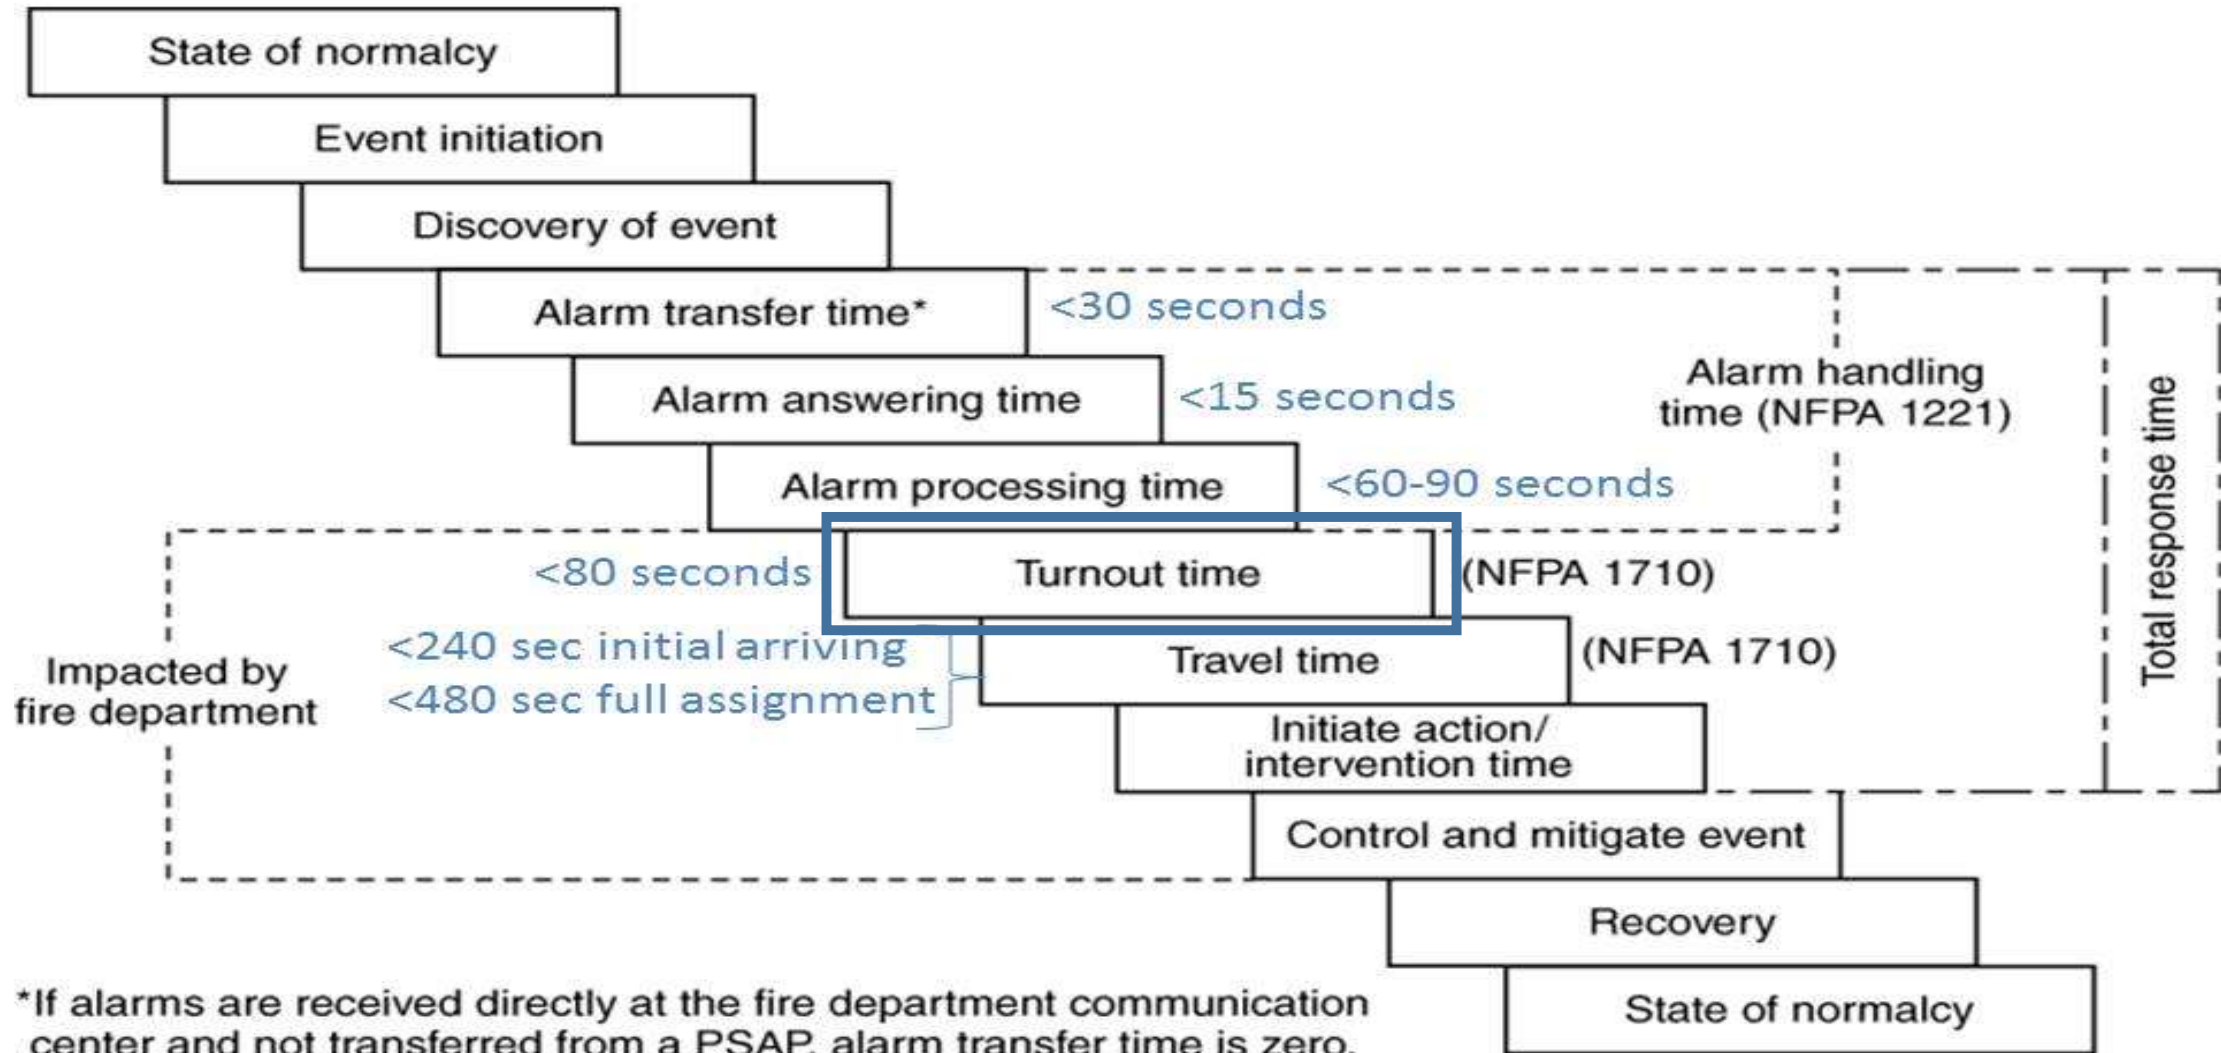 State of normalcy
Event initiation
Discovery of event
Alarm transfer time*
<30 seconds
Alarm answering time
<15 seconds
Alarm handling
time (NFPA 1221)
Alarm processing time
<60-90 seconds
Total response time
<80 seconds
Turnout time
(NFPA 1710)
<240 sec initial arriving
<480 sec full assignment
Travel time
(NFPA 1710)
Impacted by
fire department
Initiate action/
intervention time
Control and mitigate event
Recovery
State of normalcy
*If alarms are received directly at the fire department communication
center and not transferred from a PSAP, alarm transfer time is zero.